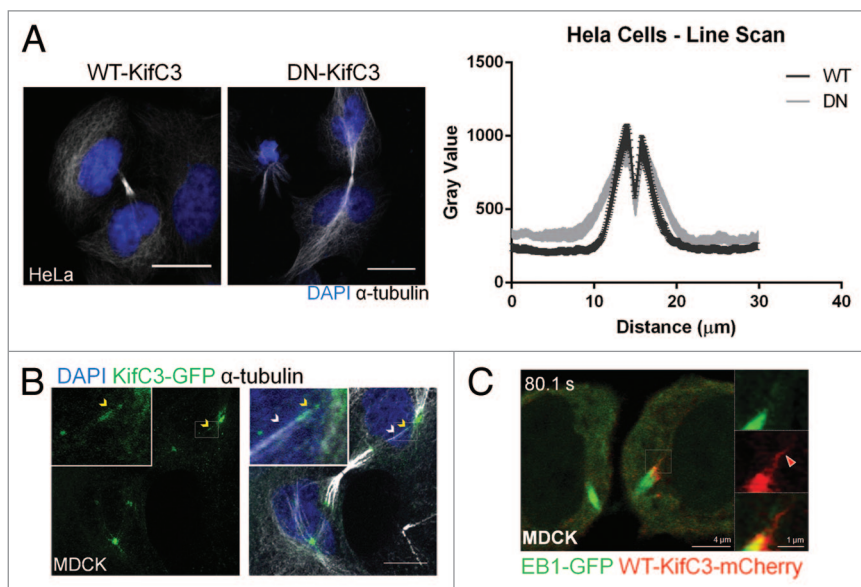 A
WT-KifC3
DN-KifC3
HeLa
DAPI α-tubulin
Hela Cells - Line Scan
1500
1000
500
0
Gray Value
WT
DN
0
10
20
30
40
Distance (μm)
B
DAPI KifC3-GFP α-tubulin
MDCK
C
80.1 s
MDCK
4 μm
1 μm
EB1-GFP WT-KifC3-mCherry